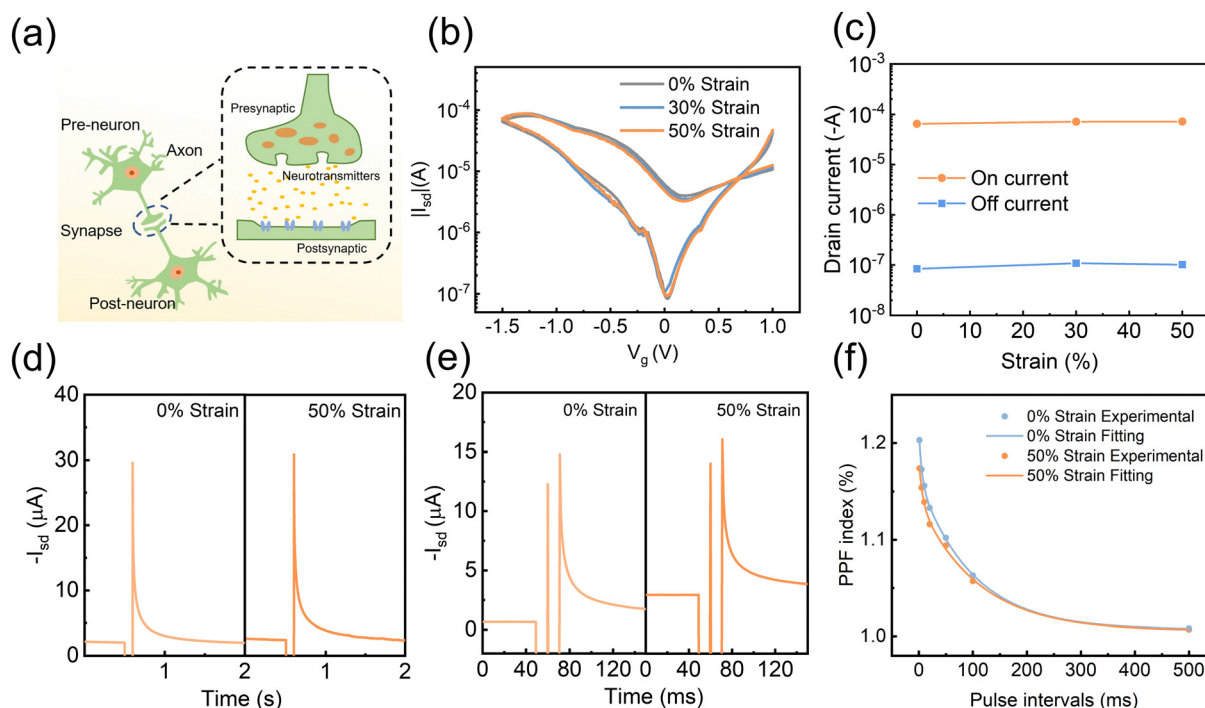 (a)
Pre-neuron
Axon
Synapse
Post-neuron
Presynaptic
Neurotransmitters
Postsynaptic
(b)
0% Strain
30% Strain
50% Strain
|I_sd|(A)
10⁻⁴
10⁻⁵
10⁻⁶
10⁻⁷
-1.5 -1.0 -0.5 0 0.5 1.0
V_g (V)
(c)
Drain current (-A)
10⁻³
10⁻⁴
10⁻⁵
10⁻⁶
10⁻⁷
10⁻⁸
On current
Off current
0 10 20 30 40 50
Strain (%)
(d)
0% Strain 50% Strain
-I_sd (μA)
40
30
20
10
0
1 2 1 2
Time (s)
(e)
0% Strain 50% Strain
-I_sd (μA)
20
15
10
5
0
0 40 80 120 0 40 80 120
Time (ms)
(f)
0% Strain Experimental
0% Strain Fitting
50% Strain Experimental
50% Strain Fitting
PPF index (%)
1.2
1.1
1.0
0 100 200 300 400 500
Pulse intervals (ms)